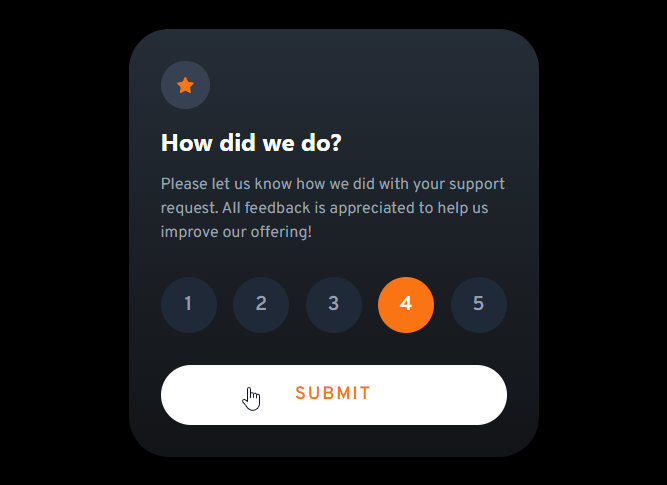 How did we do?
Please let us know how we did with your support
request. All feedback is appreciated to help us
improve our offering!
1 2 3 4 5
SUBMIT